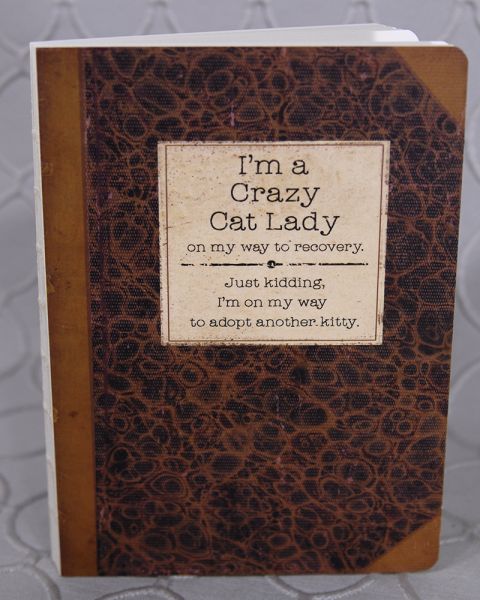 I'm a
Crazy
Cat Lady
on my way to recovery.
Just kidding,
I'm on my way
to adopt another kitty.